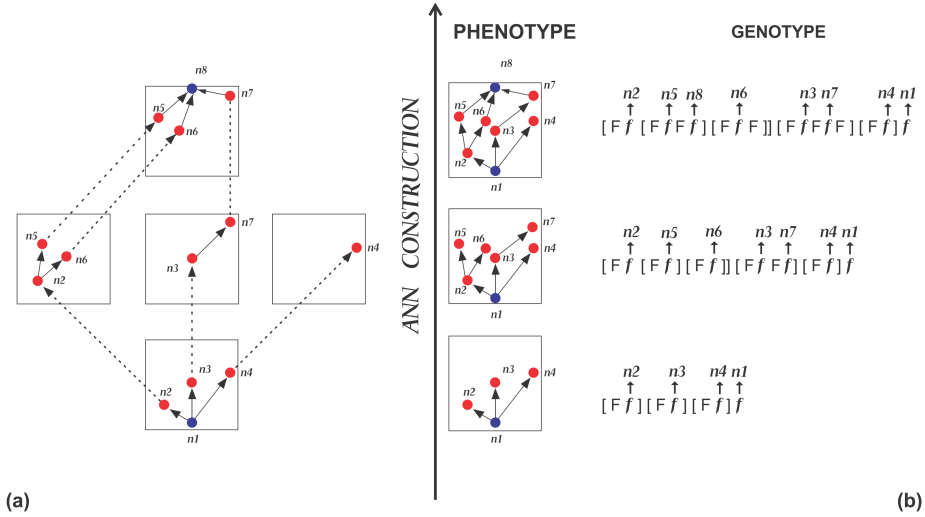 n8
n7
n5
n6
n5
n6
n2
n7
n3
n4
n2
n3
n4
n1
(a)
ANN CONSTRUCTION
PHENOTYPE
GENOTYPE
n8
n7
n5
n6
n4
n3
n2
n1
n2 n5 n8 n6 n3 n7 n4 n1
[ F f [ F f F f ] [ F f F ]] [ F f F f F ] [ F f ] f
n7
n5
n6
n4
n3
n2
n1
n2 n5 n6 n3 n7 n4 n1
[ F f [ F f ] [ F f ]] [ F f F f ] [ F f ] f
n3
n4
n2
n1
n2 n3 n4 n1
[ F f ] [ F f ] [ F f ] f
(b)